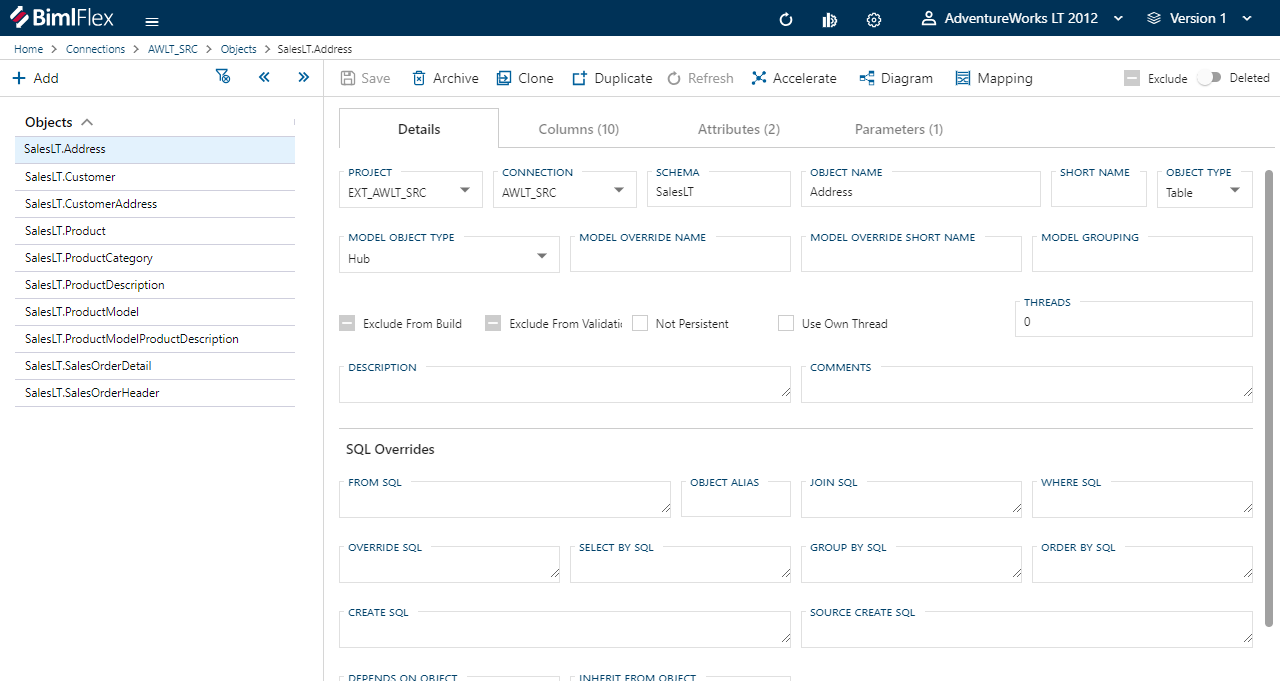 BimlFlex
AdventureWorks LT 2012
Version 1
Home > Connections > AWLT_SRC > Objects > SalesLT.Address
Add
Save
Archive
Clone
Duplicate
Refresh
Accelerate
Diagram
Mapping
Exclude
Deleted
Objects
SalesLT.Address
SalesLT.Customer
SalesLT.CustomerAddress
SalesLT.Product
SalesLT.ProductCategory
SalesLT.ProductDescription
SalesLT.ProductModel
SalesLT.ProductModelProductDescription
SalesLT.SalesOrderDetail
SalesLT.SalesOrderHeader
Details
Columns (10)
Attributes (2)
Parameters (1)
PROJECT
EXT_AWLT_SRC
CONNECTION
AWLT_SRC
SCHEMA
SalesLT
OBJECT NAME
Address
SHORT NAME
OBJECT TYPE
Table
MODEL OBJECT TYPE
Hub
MODEL OVERRIDE NAME
MODEL OVERRIDE SHORT NAME
MODEL GROUPING
Exclude From Build
Exclude From Validatic
Not Persistent
Use Own Thread
THREADS
0
DESCRIPTION
COMMENTS
SQL Overrides
FROM SQL
OBJECT ALIAS
JOIN SQL
WHERE SQL
OVERRIDE SQL
SELECT BY SQL
GROUP BY SQL
ORDER BY SQL
CREATE SQL
SOURCE CREATE SQL
DEPENDS ON OBJECT
INHERIT FROM OBJECT